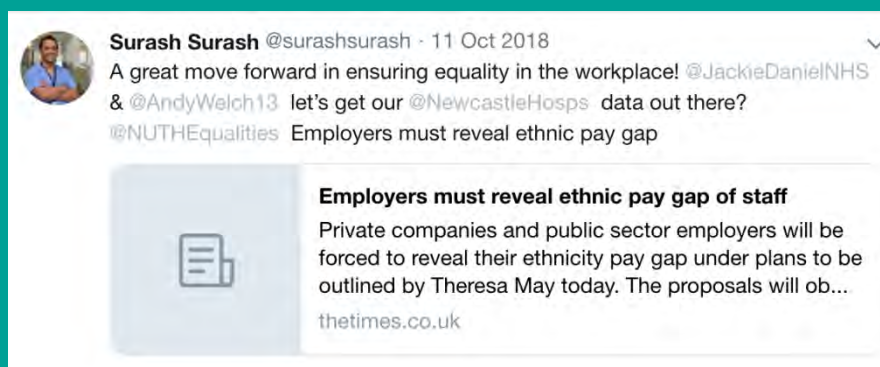 Surash Surash @surashsurash · 11 Oct 2018
A great move forward in ensuring equality in the workplace! @JackieDanielNHS
& @AndyWelch13 let's get our @NewcastleHosps data out there?
@NUTHEqualities Employers must reveal ethnic pay gap
Employers must reveal ethnic pay gap of staff
Private companies and public sector employers will be
forced to reveal their ethnicity pay gap under plans to be
outlined by Theresa May today. The proposals will ob...
thetimes.co.uk